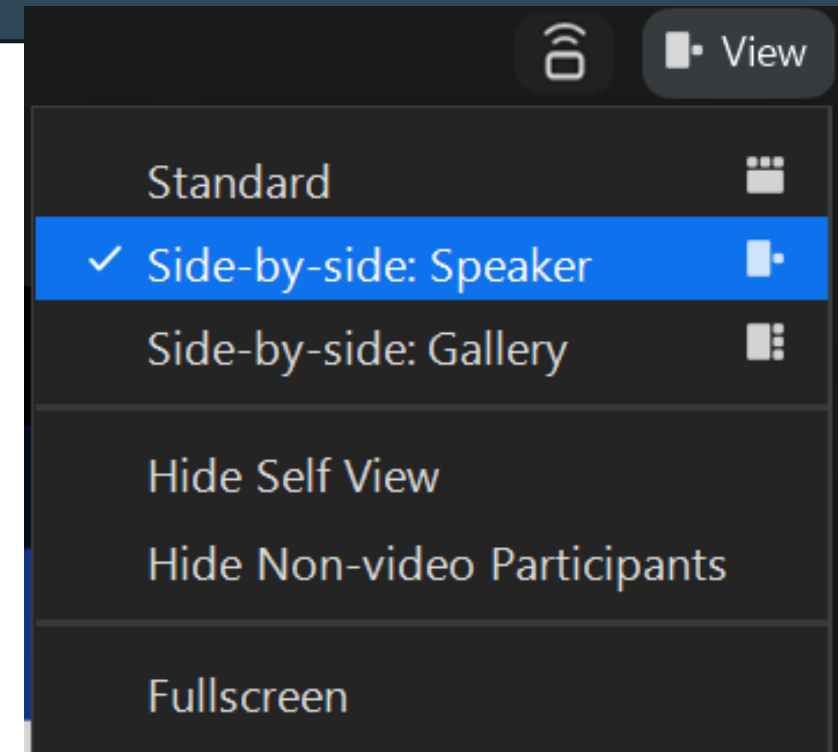 View
Standard
Side-by-side: Speaker
Side-by-side: Gallery
Hide Self View
Hide Non-video Participants
Fullscreen